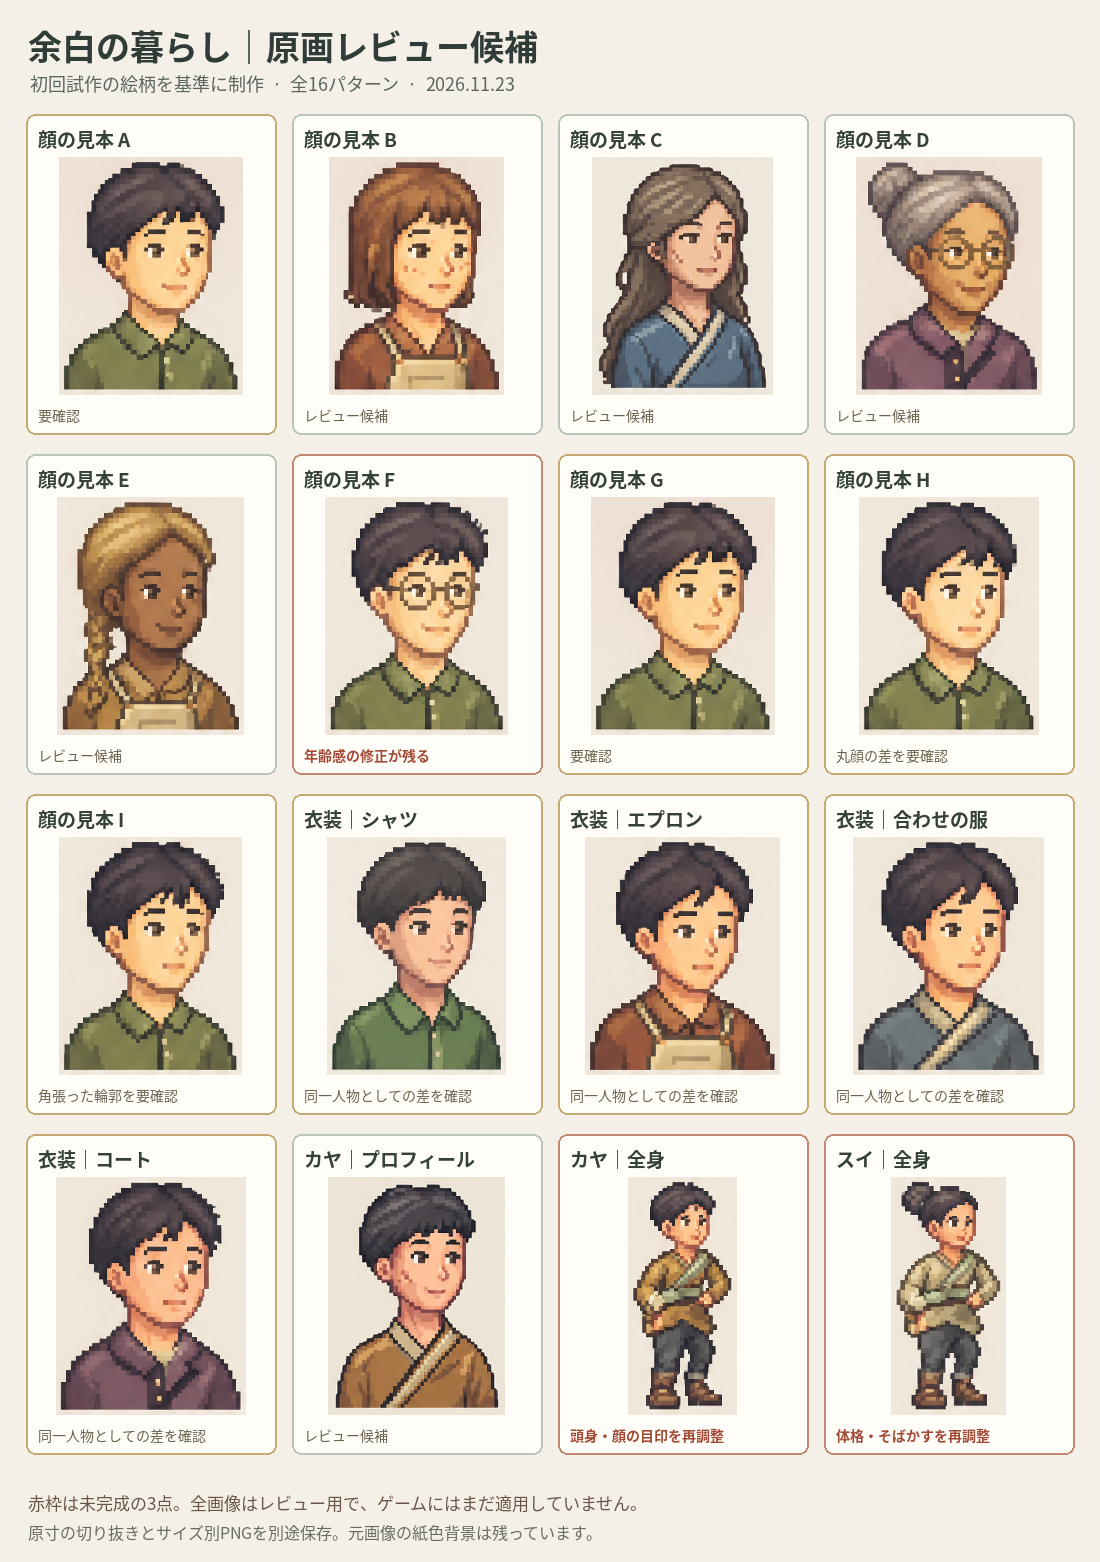 余白の暮らし｜原画レビュー候補
初回試作の絵柄を基準に制作 ・ 全16パターン ・ 2026.11.23
顔の見本 A
顔の見本 B
顔の見本 C
顔の見本 D
要確認
レビュー候補
レビュー候補
レビュー候補
顔の見本 E
顔の見本 F
顔の見本 G
顔の見本 H
レビュー候補
年齢感の修正が残る
要確認
丸顔の差を要確認
顔の見本 I
衣装｜シャツ
衣装｜エプロン
衣装｜合わせの服
角張った輪郭を要確認
同一人物としての差を確認
同一人物としての差を確認
同一人物としての差を確認
衣装｜コート
カヤ｜プロフィール
カヤ｜全身
スイ｜全身
同一人物としての差を確認
レビュー候補
頭身・顔の目印を再調整
体格・そばかすを再調整
赤枠は未完成の3点。全画像はレビュー用で、ゲームにはまだ適用していません。
原寸の切り抜きとサイズ別PNGを別途保存。元画像の紙色背景は残っています。